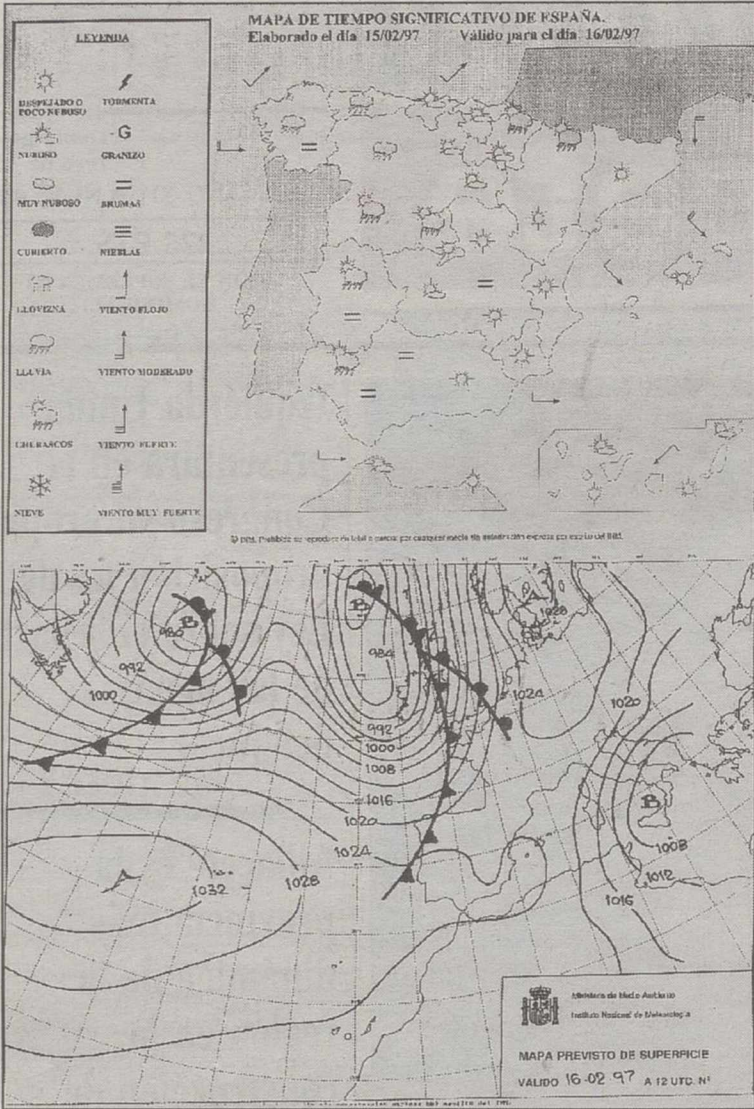 MAPA DE TIEMPO SIGNIFICATIVO DE ESPAÑA.
Elaborado el día 15/02/97 Válido para el día 16/02/97
LEYENDA
DESPEJADO O POCO NUBOSO
TORMENTA
NUBOSO
G
GRANIZO
MUY NUBOSO
BRUMAS
CUBIERTO
NIEBLAS
LLOVIZNA
VIENTO FLOJO
LLUVIA
VIENTO MODERADO
CHUBASCOS
VIENTO FUERTE
NIEVE
VIENTO MUY FUERTE
B
980
992
1000
B
984
992
1000
1008
1016
1020
1024
1028
1024
1020
B
1008
1012
1016
A
1032
1028
Ministerio de Medio Ambiente
Instituto Nacional de Meteorología
MAPA PREVISTO DE SUPERFICIE
VALIDO 16-02 97 A 12 UTC. Nº